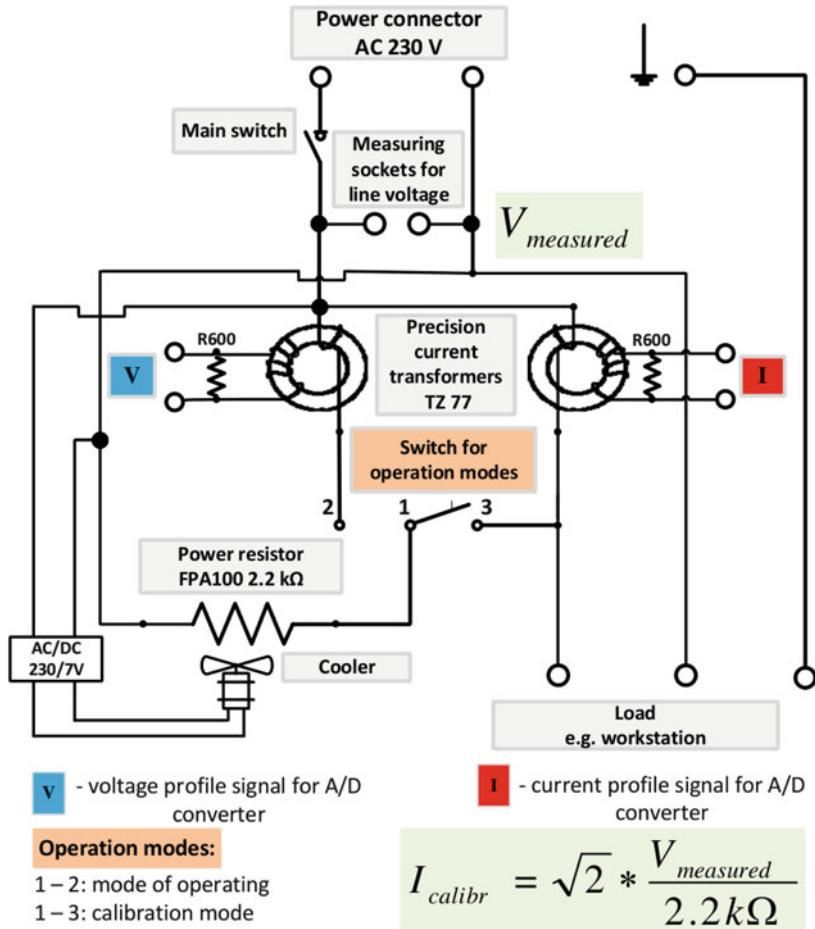 Power connector
AC 230 V
Main switch
Measuring
sockets for
line voltage
V measured
R600
Precision
current
transformers
TZ 77
R600
V
I
Switch for
operation modes
2
1
3
Power resistor
FPA100 2.2 kΩ
AC/DC
230/7V
Cooler
Load
e.g. workstation
V - voltage profile signal for A/D
converter
I - current profile signal for A/D
converter
Operation modes:
1 – 2: mode of operating
1 – 3: calibration mode
I calibr = √2 * V measured / 2.2kΩ